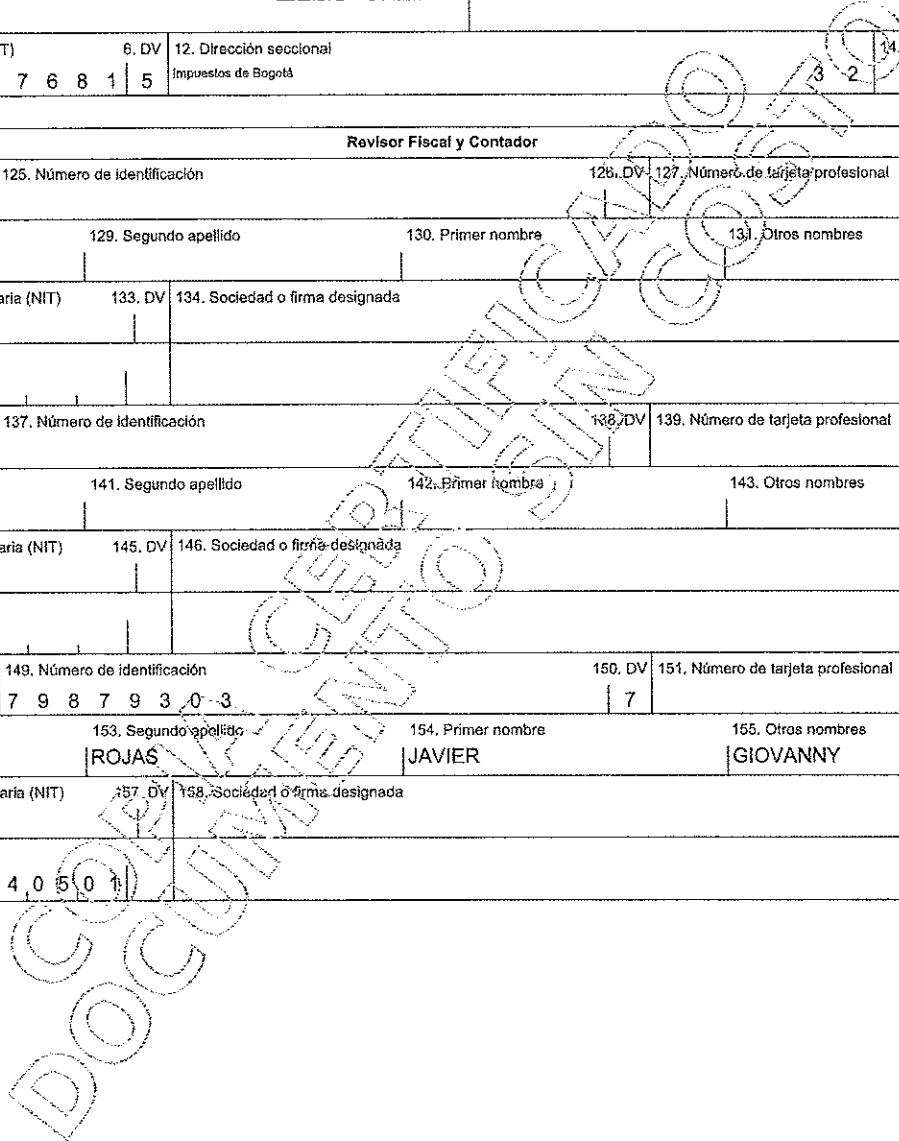 T) 6. DV 12. Dirección seccional 14.
7 6 8 1 5 Impuestos de Bogotá 3 2
Revisor Fiscal y Contador
125. Número de identificación 126. DV 127. Número de tarjeta profesional
129. Segundo apellido 130. Primer nombre 131. Otros nombres
aria (NIT) 133. DV 134. Sociedad o firma designada
137. Número de identificación 138. DV 139. Número de tarjeta profesional
141. Segundo apellido 142. Primer nombre 143. Otros nombres
aria (NIT) 145. DV 146. Sociedad o firma designada
149. Número de identificación 150. DV 151. Número de tarjeta profesional
7 9 8 7 9 3 0 3 7
153. Segundo apellido 154. Primer nombre 155. Otros nombres
ROJAS JAVIER GIOVANNY
aria (NIT) 157. DV 158. Sociedad o firma designada
4 0 5 0 1
COPIA CERTIFICADO
DOCUMENTO SIN COSTO